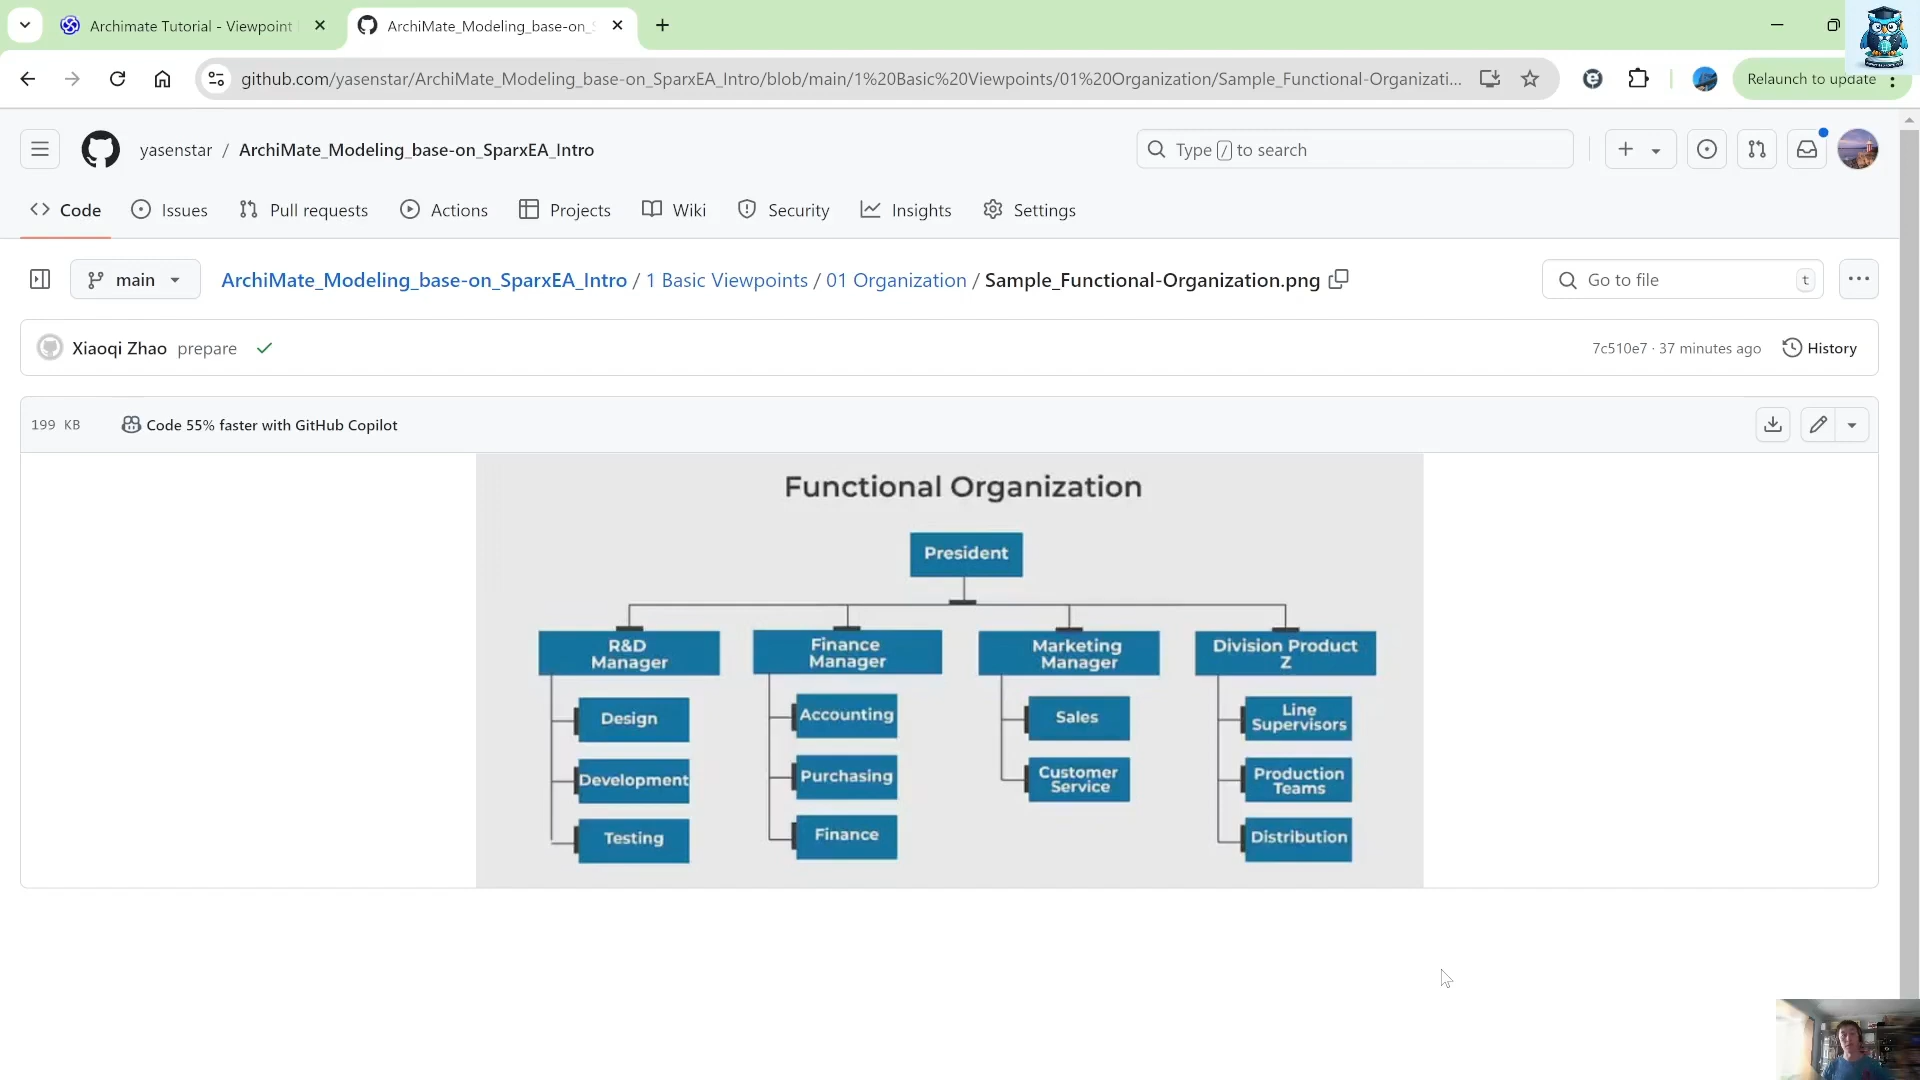 Archimate Tutorial - Viewpoint
ArchiMate_Modeling_base-on_S
github.com/yasenstar/ArchiMate_Modeling_base-on_SparxEA_Intro/blob/main/1%20Basic%20Viewpoints/01%20Organization/Sample_Functional-Organizati...
Relaunch to update
yasenstar / ArchiMate_Modeling_base-on_SparxEA_Intro
Type / to search
Code
Issues
Pull requests
Actions
Projects
Wiki
Security
Insights
Settings
main
ArchiMate_Modeling_base-on_SparxEA_Intro / 1 Basic Viewpoints / 01 Organization / Sample_Functional-Organization.png
Go to file
t
Xiaoqi Zhao prepare
7c510e7 · 37 minutes ago
History
199 KB
Code 55% faster with GitHub Copilot
Functional Organization
President
R&D
Manager
Design
Development
Testing
Finance
Manager
Accounting
Purchasing
Finance
Marketing
Manager
Sales
Customer
Service
Division Product
Z
Line
Supervisors
Production
Teams
Distribution